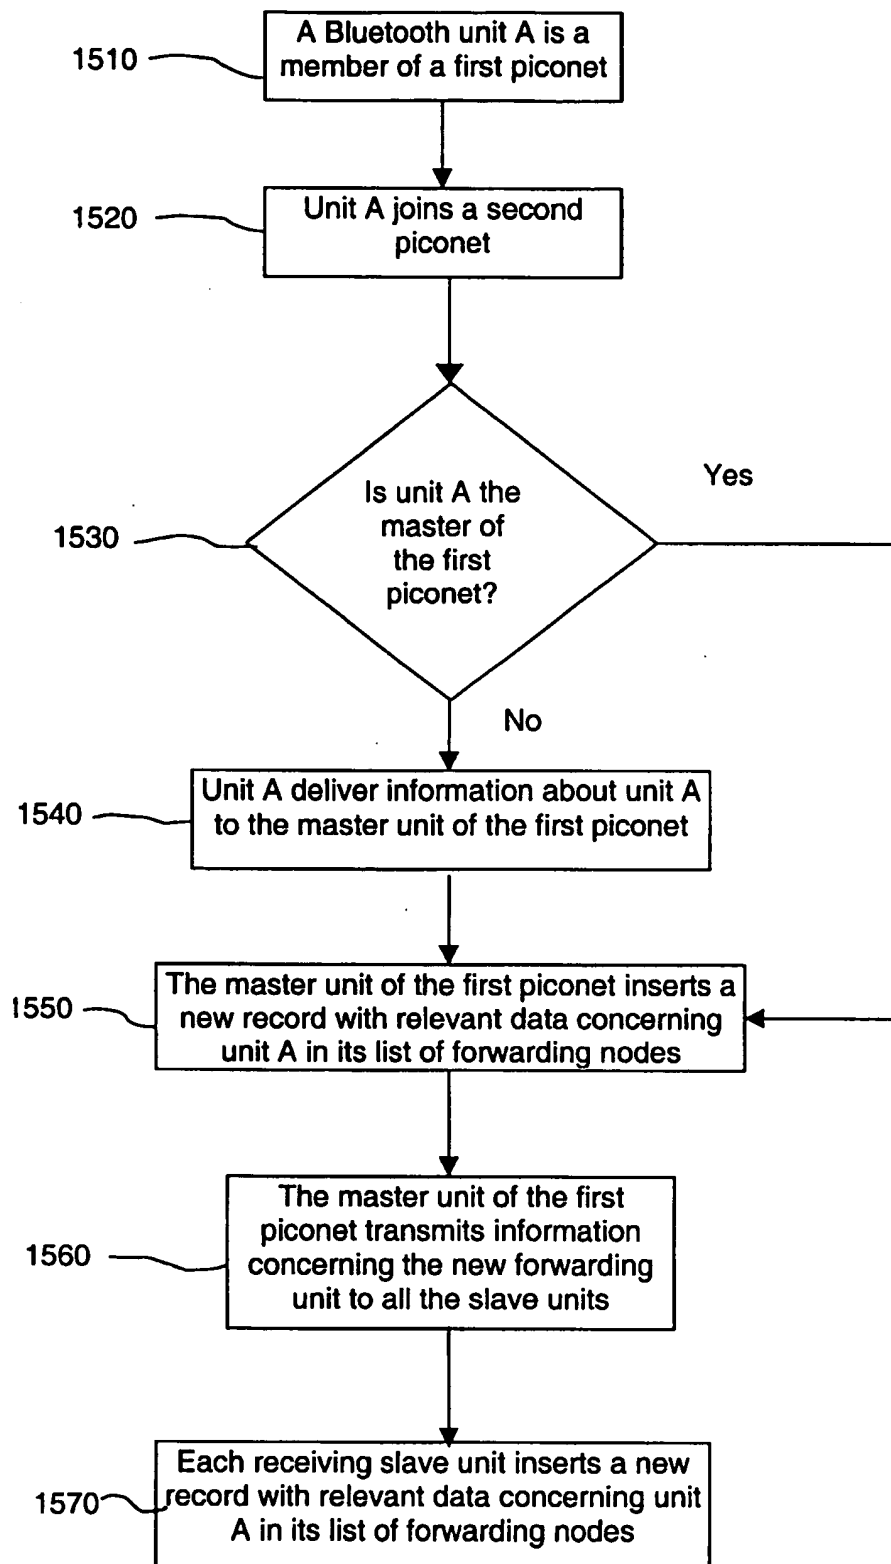 A Bluetooth unit A is a
member of a first piconet
1510
Unit A joins a second
piconet
1520
Is unit A the
master of
the first
piconet?
1530
Yes
No
Unit A deliver information about unit A
to the master unit of the first piconet
1540
The master unit of the first piconet inserts a
new record with relevant data concerning
unit A in its list of forwarding nodes
1550
The master unit of the first
piconet transmits information
concerning the new forwarding
unit to all the slave units
1560
Each receiving slave unit inserts a new
record with relevant data concerning unit
A in its list of forwarding nodes
1570